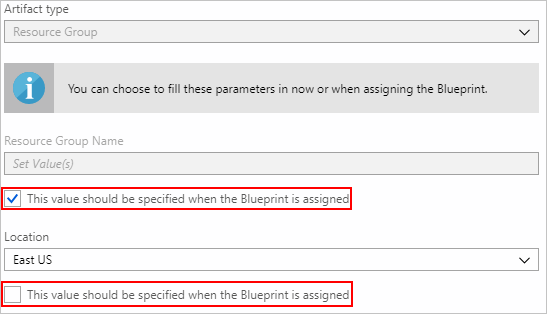 Artifact type
Resource Group
You can choose to fill these parameters in now or when assigning the Blueprint.
Resource Group Name
Set Value(s)
This value should be specified when the Blueprint is assigned
Location
East US
This value should be specified when the Blueprint is assigned